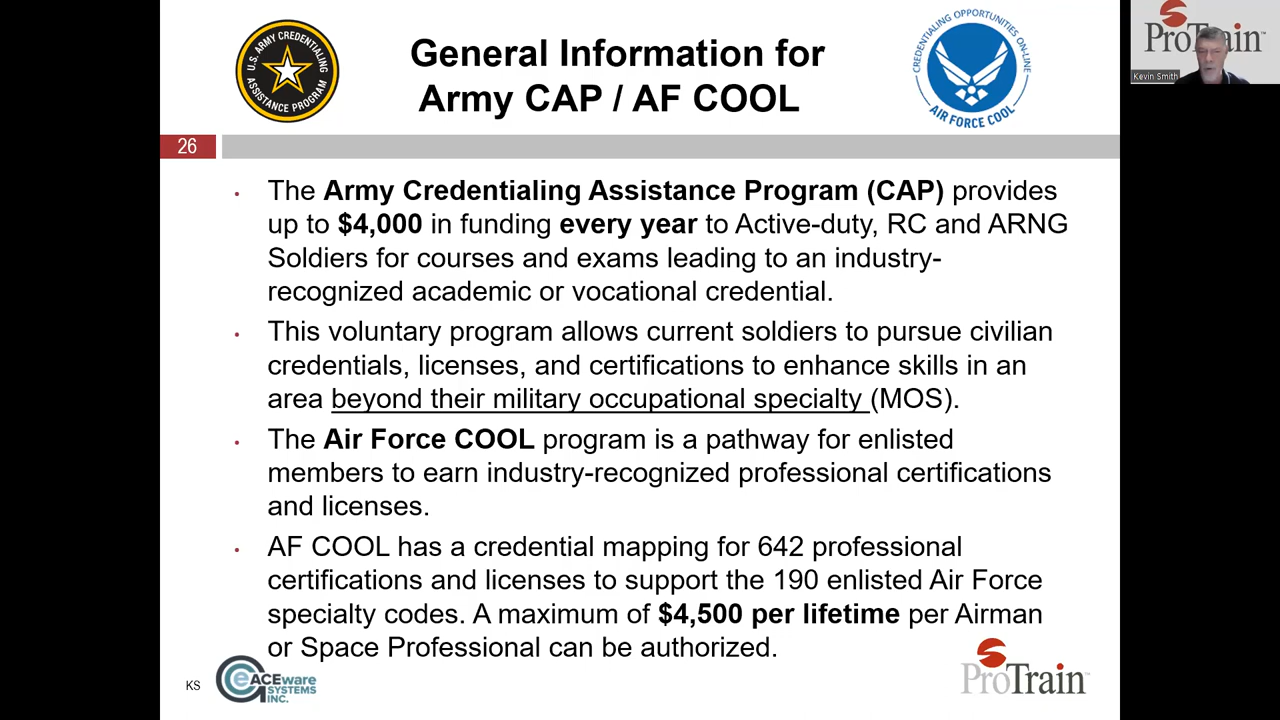 U.S. ARMY CREDENTIALING
ASSISTANCE PROGRAM
General Information for
Army CAP / AF COOL
CREDENTIALING OPPORTUNITIES ON-LINE
AIR FORCE COOL
ProTrain
Kevin Smith
26
• The Army Credentialing Assistance Program (CAP) provides
up to $4,000 in funding every year to Active-duty, RC and ARNG
Soldiers for courses and exams leading to an industry-
recognized academic or vocational credential.
• This voluntary program allows current soldiers to pursue civilian
credentials, licenses, and certifications to enhance skills in an
area beyond their military occupational specialty (MOS).
• The Air Force COOL program is a pathway for enlisted
members to earn industry-recognized professional certifications
and licenses.
• AF COOL has a credential mapping for 642 professional
certifications and licenses to support the 190 enlisted Air Force
specialty codes. A maximum of $4,500 per lifetime per Airman
or Space Professional can be authorized.
KS
ACEware
SYSTEMS
INC.
ProTrain